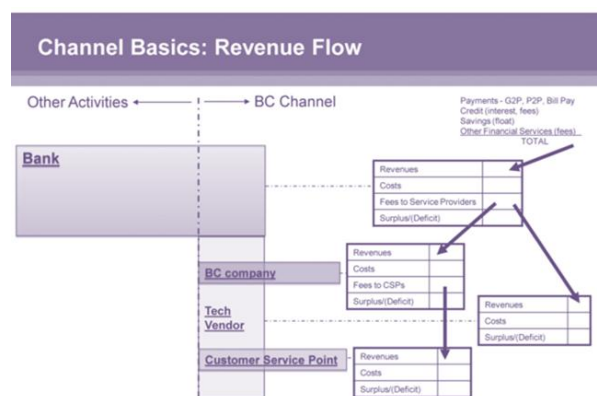 Channel Basics: Revenue Flow
Other Activities
BC Channel
Payments - G2P, P2P, Bill Pay
Credit (interest, fees)
Savings (float)
Other Financial Services (fees)
TOTAL
Bank
Revenues
Costs
Fees to Service Providers
Surplus/(Deficit)
BC company
Revenues
Costs
Fees to CSPs
Surplus/(Deficit)
Tech
Vendor
Revenues
Costs
Surplus/(Deficit)
Customer Service Point
Revenues
Costs
Surplus/(Deficit)